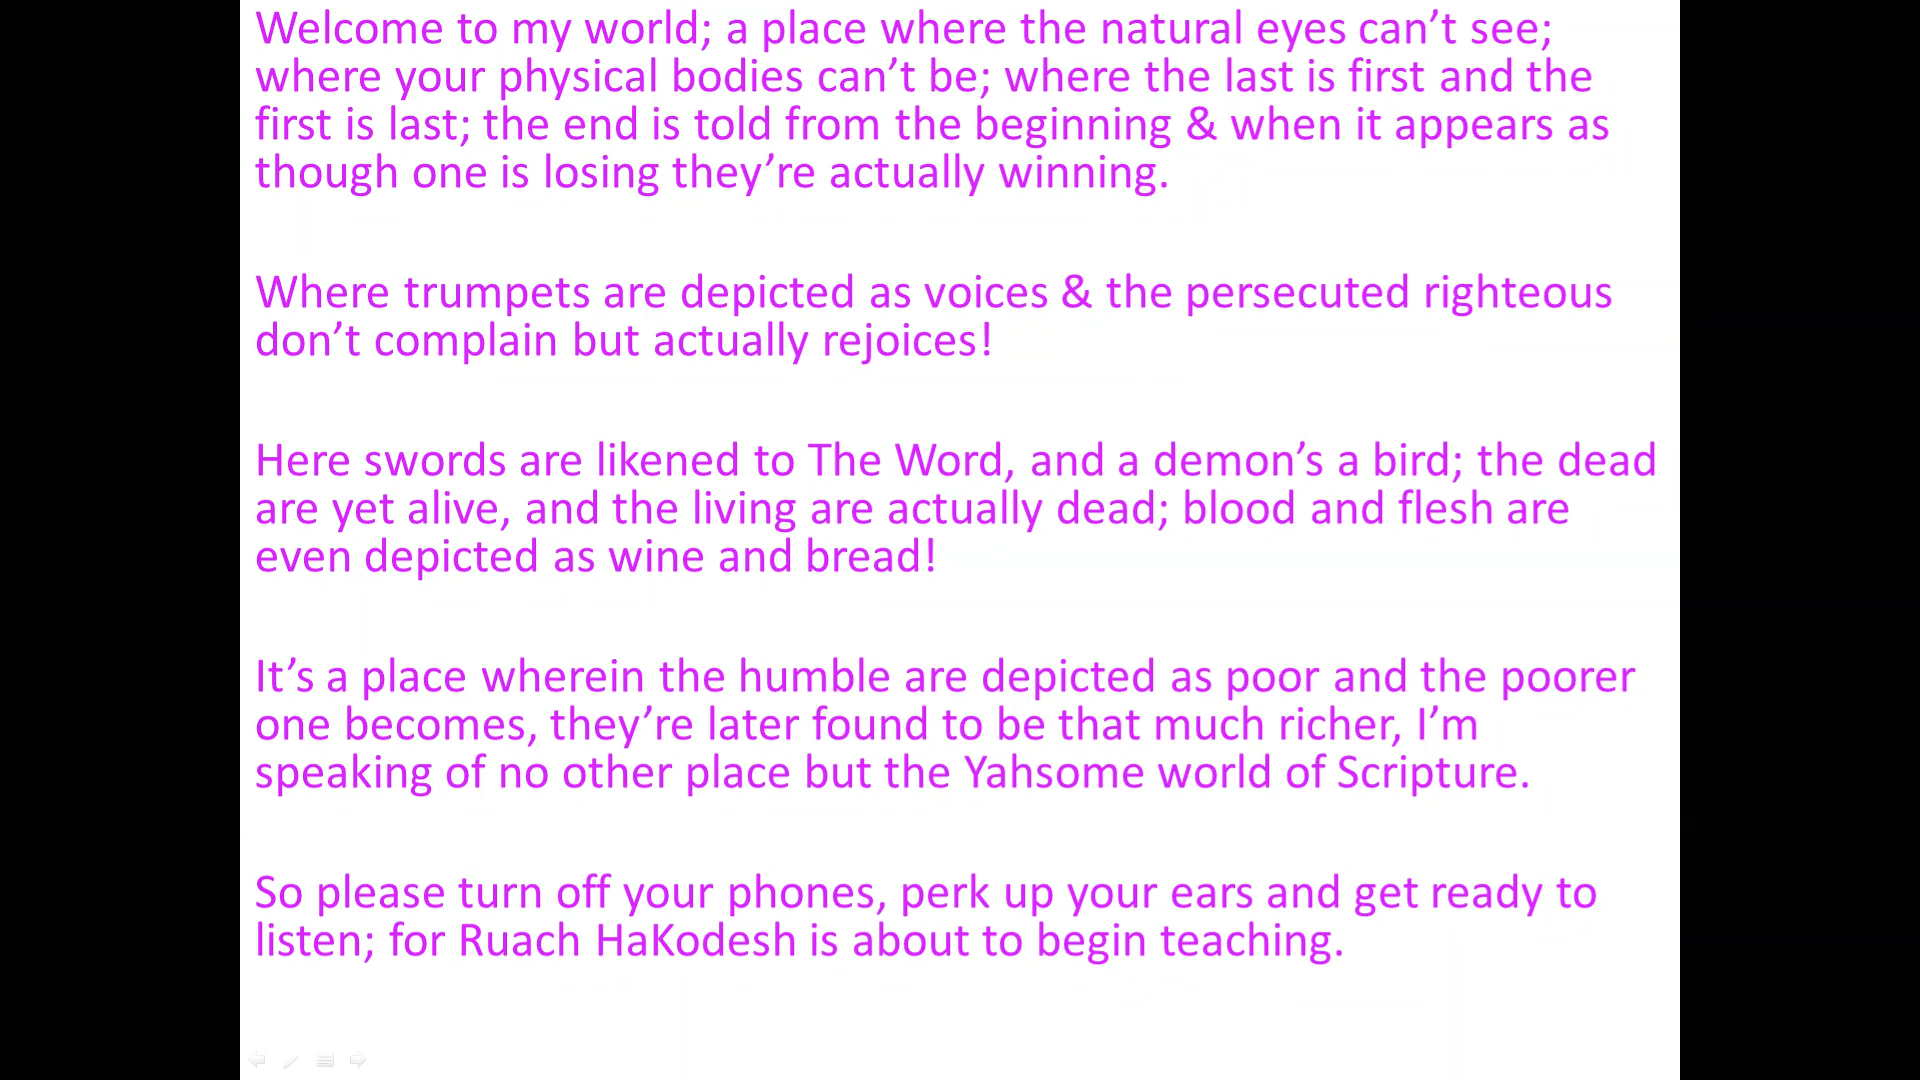 Welcome to my world; a place where the natural eyes can’t see;
where your physical bodies can’t be; where the last is first and the
first is last; the end is told from the beginning & when it appears as
though one is losing they’re actually winning.
Where trumpets are depicted as voices & the persecuted righteous
don’t complain but actually rejoices!
Here swords are likened to The Word, and a demon’s a bird; the dead
are yet alive, and the living are actually dead; blood and flesh are
even depicted as wine and bread!
It’s a place wherein the humble are depicted as poor and the poorer
one becomes, they’re later found to be that much richer, I’m
speaking of no other place but the Yahsome world of Scripture.
So please turn off your phones, perk up your ears and get ready to
listen; for Ruach HaKodesh is about to begin teaching.